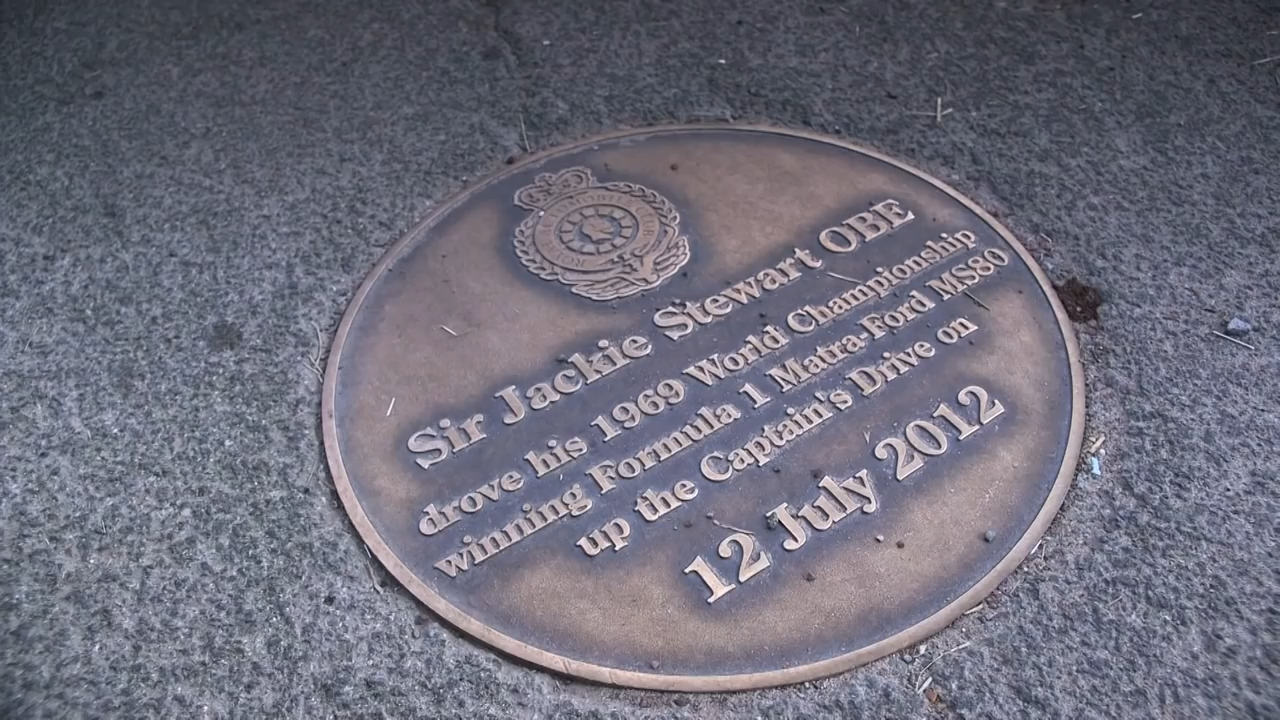 Sir Jackie Stewart OBE
drove his 1969 World Championship
winning Formula 1 Matra-Ford MS80
up the Captain's Drive on
12 July 2012